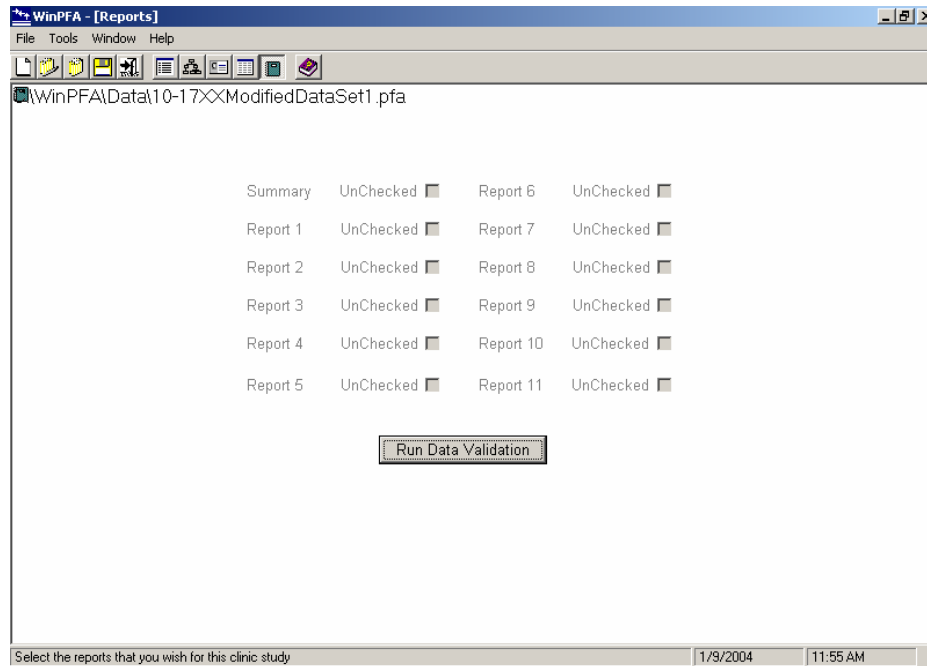 WinPFA - [Reports]
File Tools Window Help
\WinPFA\Data\10-17XXModifiedDataSet1.pfa
Summary UnChecked Report 6 UnChecked
Report 1 UnChecked Report 7 UnChecked
Report 2 UnChecked Report 8 UnChecked
Report 3 UnChecked Report 9 UnChecked
Report 4 UnChecked Report 10 UnChecked
Report 5 UnChecked Report 11 UnChecked
Run Data Validation
Select the reports that you wish for this clinic study 1/9/2004 11:55 AM